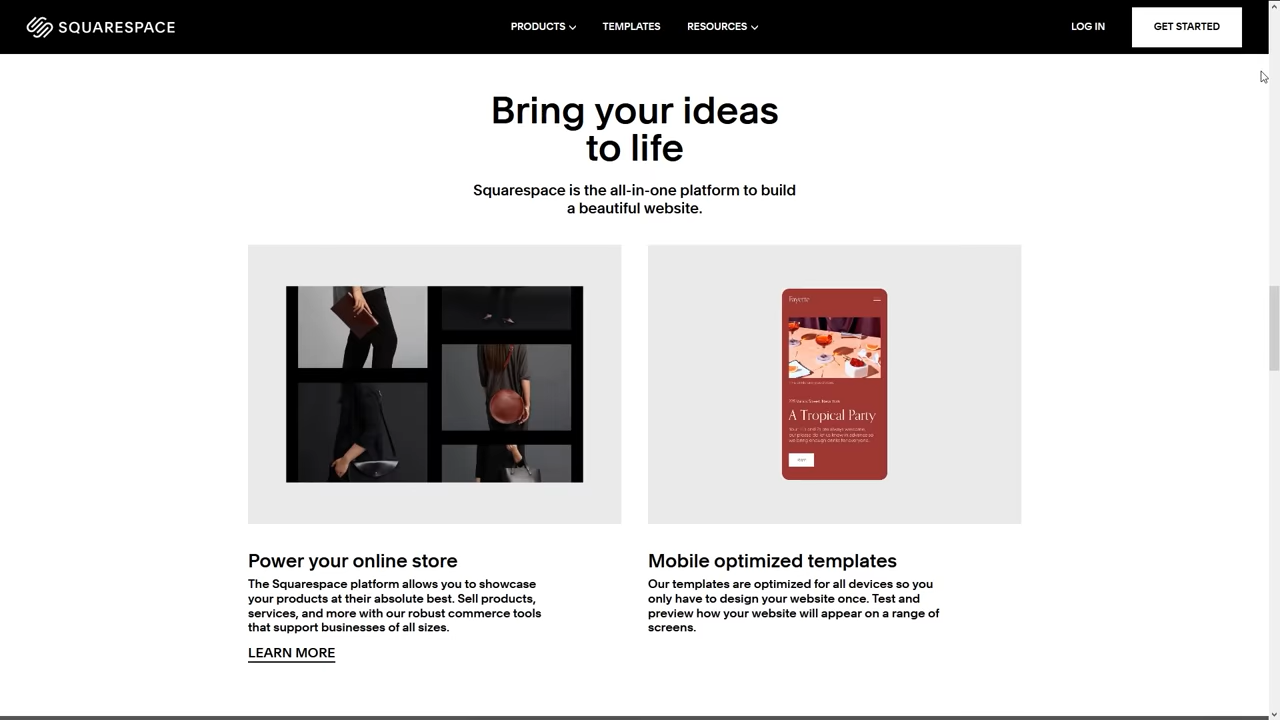 SQUARESPACE
PRODUCTS
TEMPLATES
RESOURCES
LOG IN
GET STARTED
Bring your ideas
to life
Squarespace is the all-in-one platform to build
a beautiful website.
A Tropical Party
Power your online store
The Squarespace platform allows you to showcase
your products at their absolute best. Sell products,
services, and more with our robust commerce tools
that support businesses of all sizes.
LEARN MORE
Mobile optimized templates
Our templates are optimized for all devices so you
only have to design your website once. Test and
preview how your website will appear on a range of
screens.